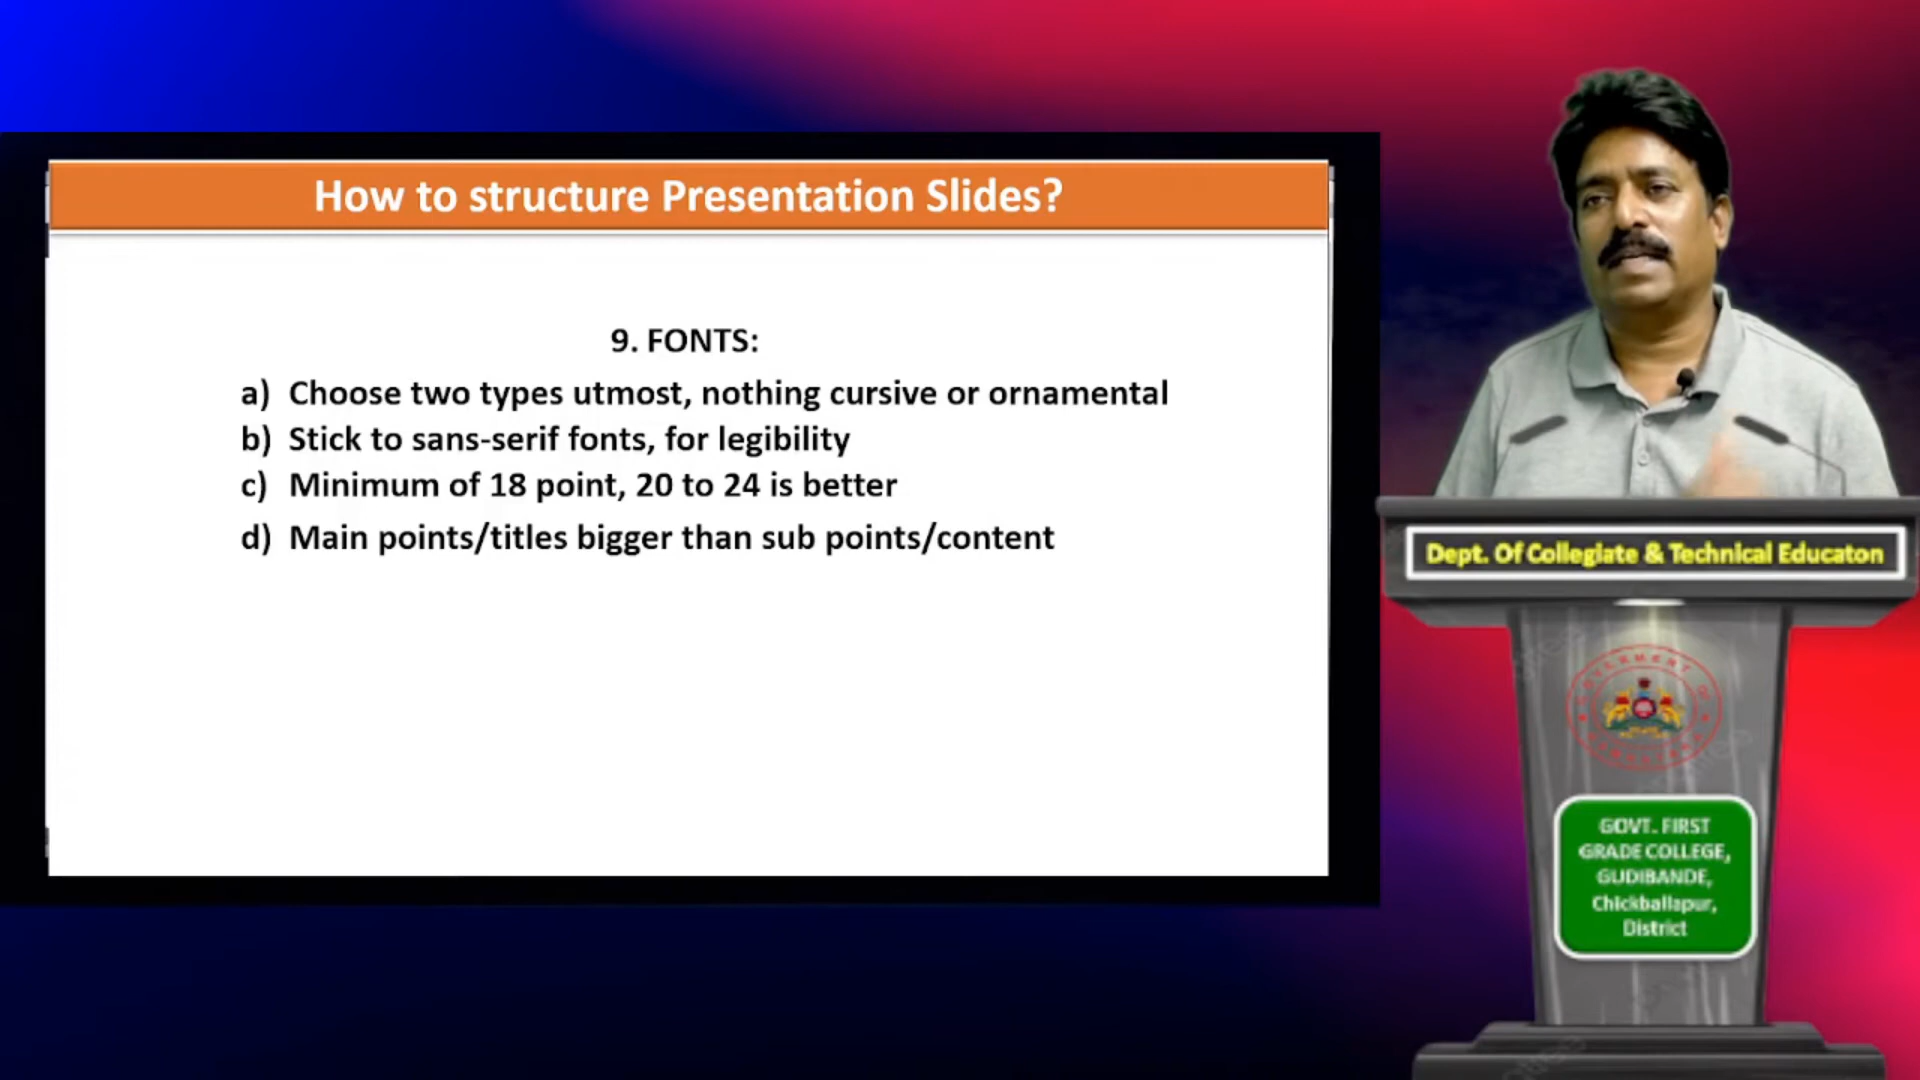 How to structure Presentation Slides?
9. FONTS:
a) Choose two types utmost, nothing cursive or ornamental
b) Stick to sans-serif fonts, for legibility
c) Minimum of 18 point, 20 to 24 is better
d) Main points/titles bigger than sub points/content
Dept. Of Collegiate & Technical Educaton
GOVT. FIRST
GRADE COLLEGE,
GUDIBANDE,
Chickballapur,
District